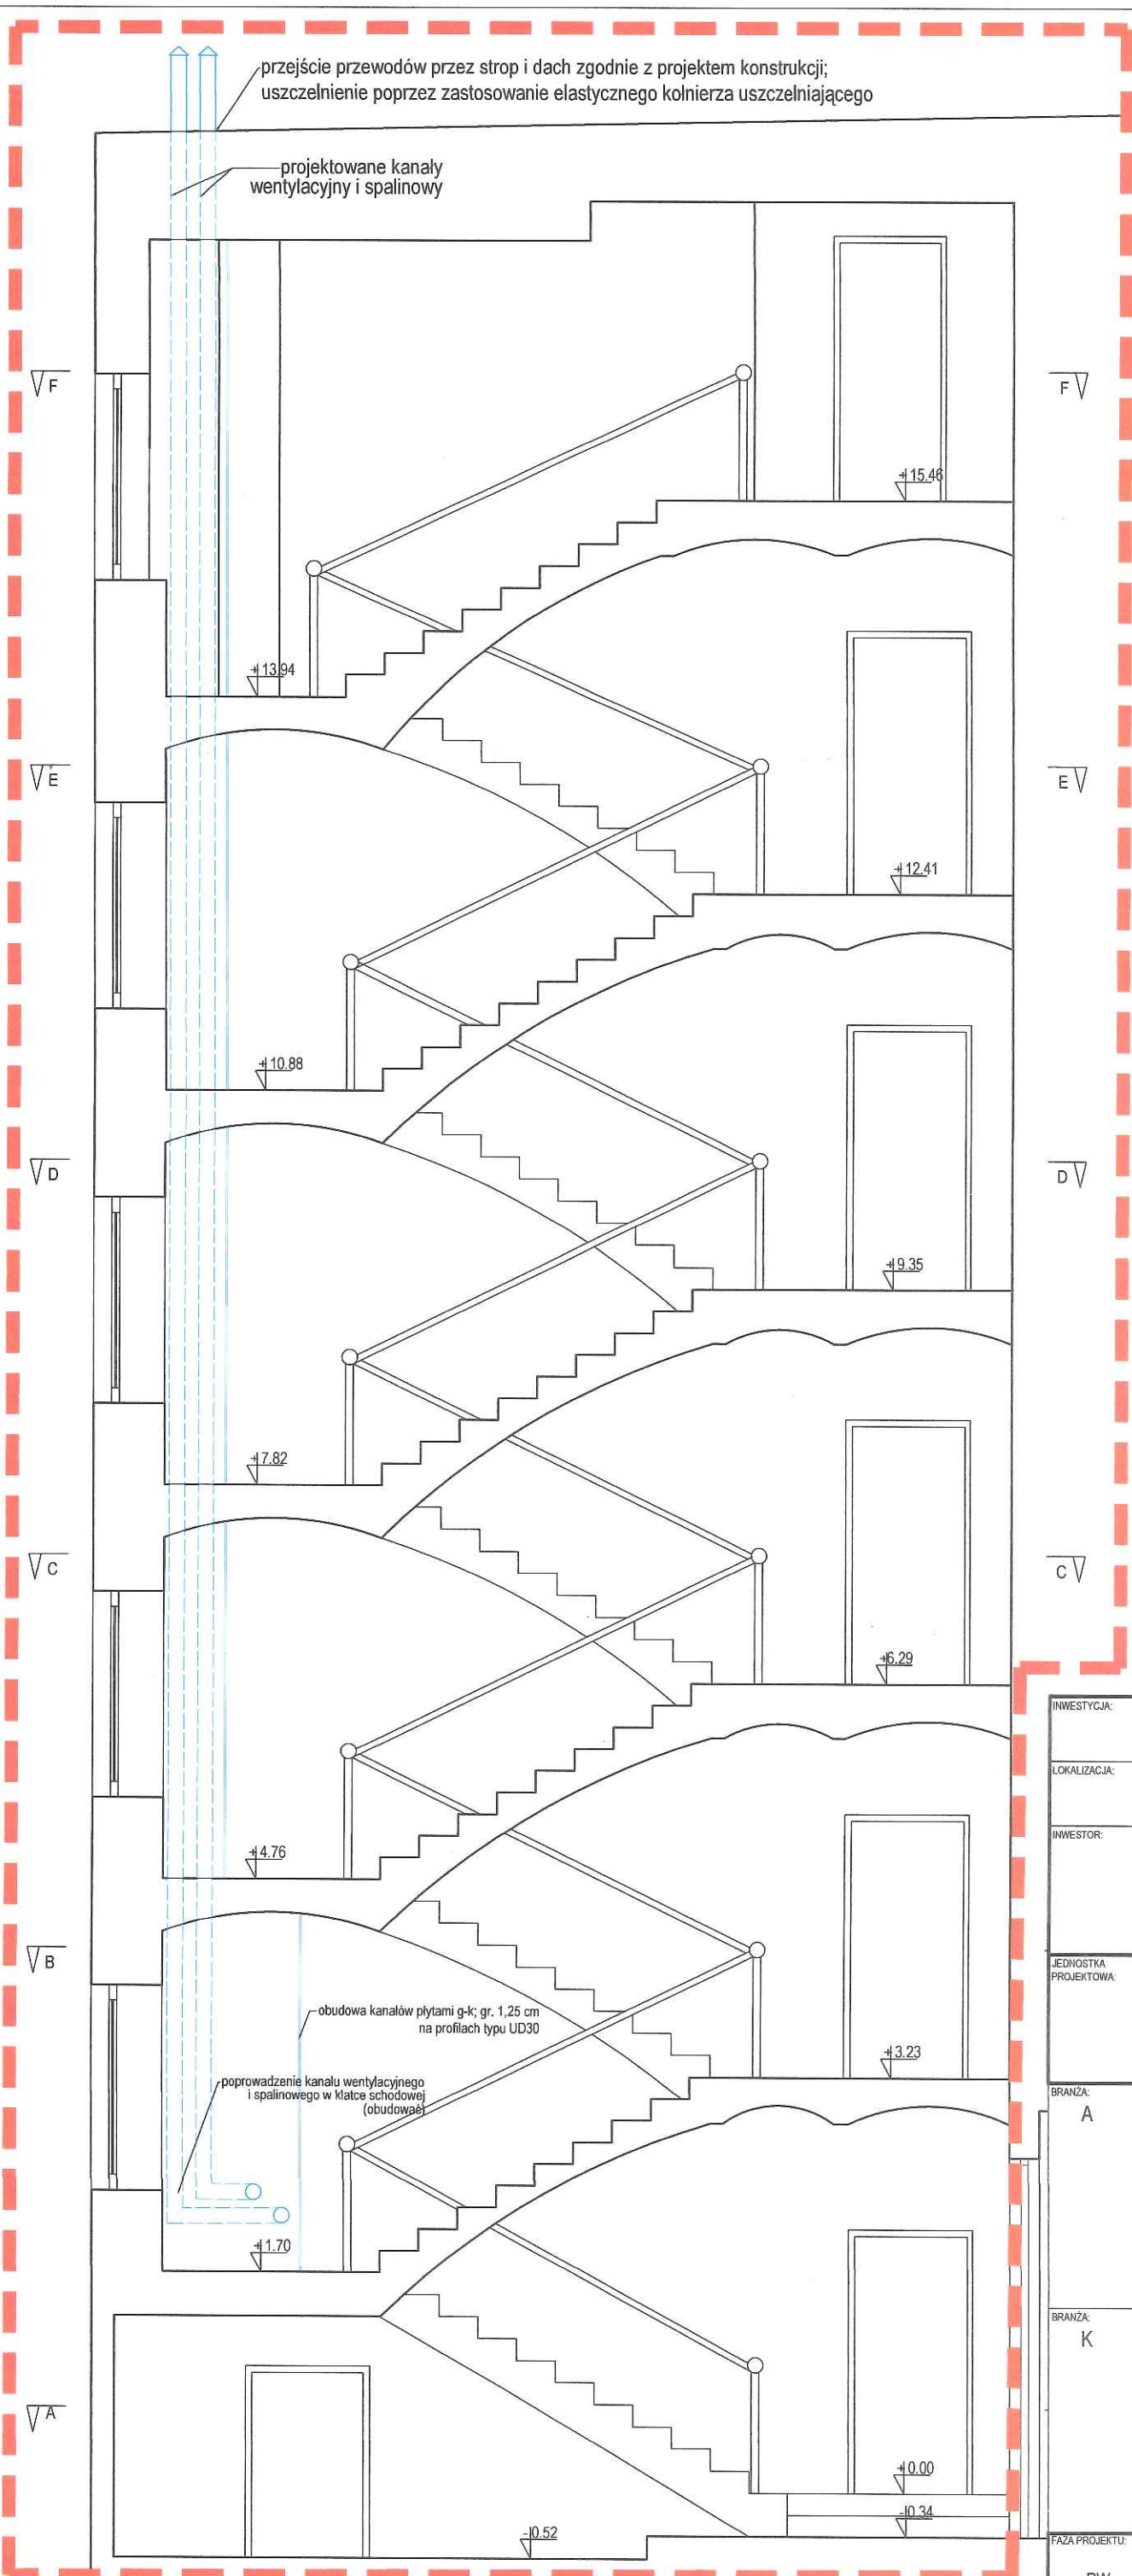 przejście przewodów przez strop i dach zgodnie z projektem konstrukcji;
uszczelnienie poprzez zastosowanie elastycznego kołnierza uszczelniającego
projektowane kanały
wentylacyjny i spalinowy
F
F
+15.46
+13.94
E
E
+12.41
+10.88
D
D
+9.35
+7.82
C
C
+6.29
INWESTYCJA:
LOKALIZACJA:
INWESTOR:
+4.76
B
JEDNOSTKA
PROJEKTOWA:
obudowa kanałów płytami g-k; gr. 1,25 cm
na profilach typu UD30
+3.23
poprowadzenie kanału wentylacyjnego
i spalinowego w klatce schodowej
(obudować)
BRANŻA:
A
+1.70
BRANŻA:
K
A
+0.00
-0.34
-0.52
FAZA PROJEKTU: